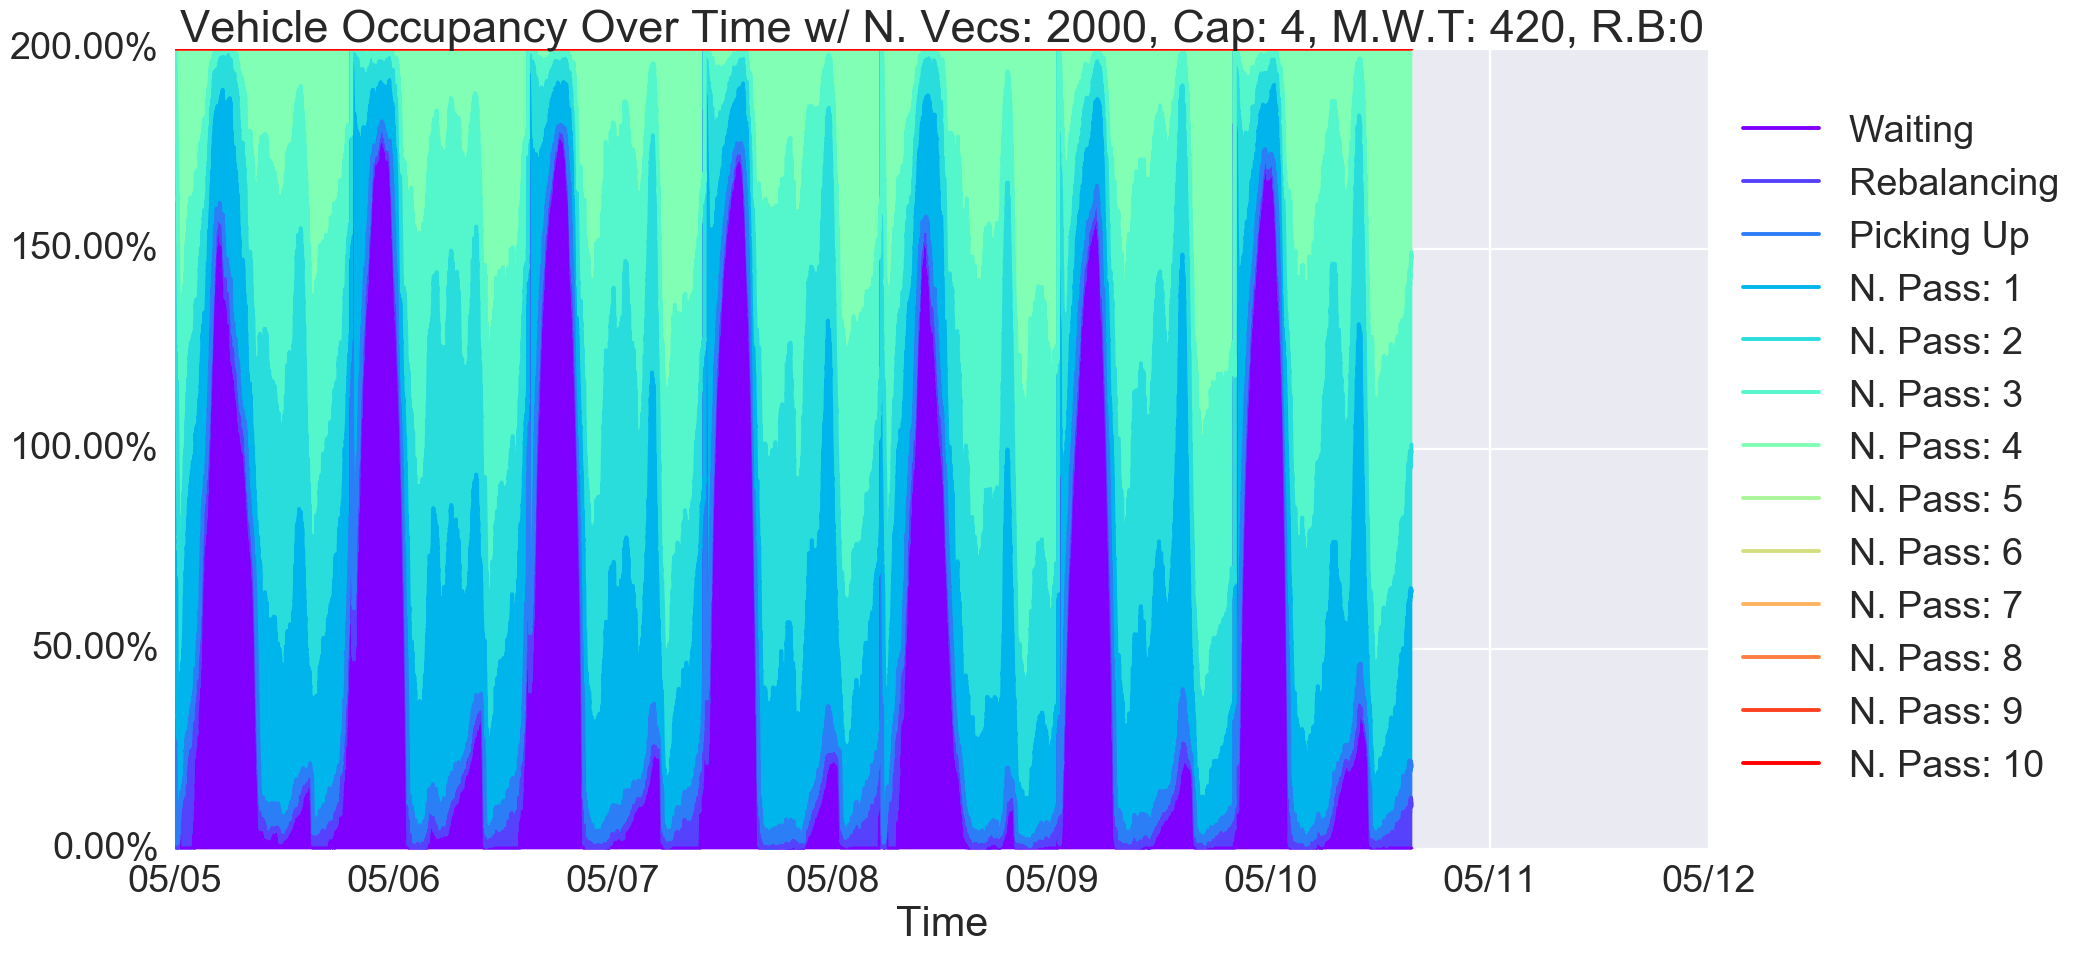 Vehicle Occupancy Over Time w/ N. Vecs: 2000, Cap: 4, M.W.T: 420, R.B:0
200.00%
150.00%
100.00%
50.00%
0.00%
05/05 05/06 05/07 05/08 05/09 05/10 05/11 05/12
Time
Waiting
Rebalancing
Picking Up
N. Pass: 1
N. Pass: 2
N. Pass: 3
N. Pass: 4
N. Pass: 5
N. Pass: 6
N. Pass: 7
N. Pass: 8
N. Pass: 9
N. Pass: 10